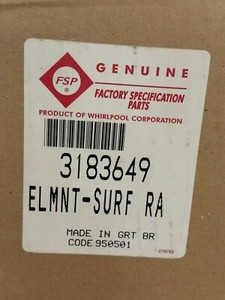 FSP
®
GENUINE
FACTORY SPECIFICATION
PARTS
PRODUCT OF WHIRLPOOL CORPORATION
3183649
ELMNT-SURF RA
MADE IN GRT BR
CODE 950501